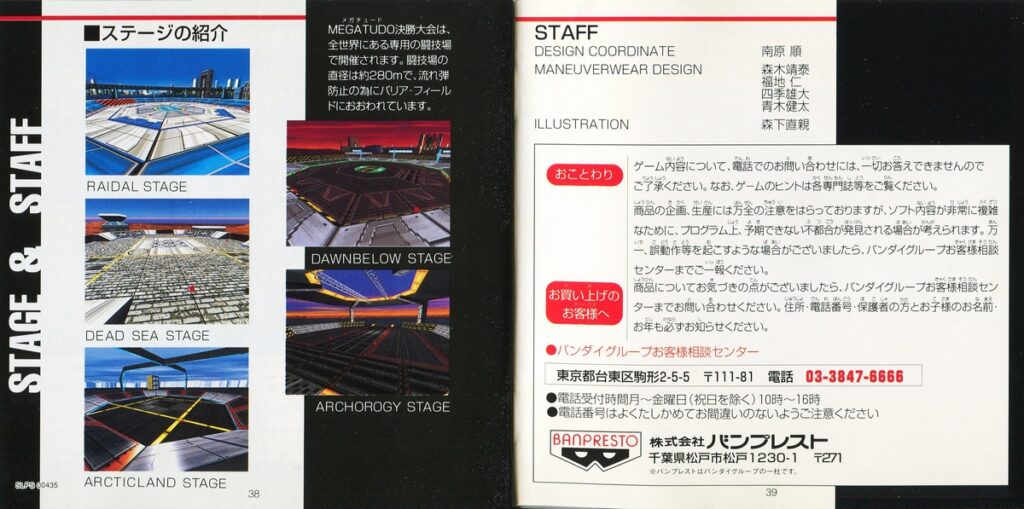 STAGE & STAFF
■ステージの紹介
RAIDAL STAGE
DEAD SEA STAGE
ARCTICLAND STAGE
メガチュード
MEGATUDO決勝大会は、
全世界にある専用の闘技場
で開催されます。闘技場の
直径は約280mで、流れ弾
防止の為にバリア・フィール
ドにおおわれています。
DAWNBELOW STAGE
ARCHOROGY STAGE
SLPS 00435
38
STAFF
DESIGN COORDINATE 南原 順
MANEUVERWEAR DESIGN 森木靖泰
福地 仁
四季雄大
青木健太
ILLUSTRATION 森下直親
おことわり
ゲーム内容について、電話でのお問い合わせには、一切お答えできませんので
ご了承ください。なお、ゲームのヒントは各専門誌等をご覧ください。
お買い上げの
お客様へ
商品の企画、生産には万全の注意をはらっておりますが、ソフト内容が非常に複雑
なために、プログラム上、予期できない不都合が発見される場合が考えられます。万
一、誤動作等を起こすような場合がございましたら、バンダイグループお客様相談
センターまでご一報ください。
商品についてお気づきの点がございましたら、バンダイグループお客様相談セン
ターまでお問い合わせください。住所・電話番号・保護者の方とお子様のお名前・
お年も必ずお知らせください。
●バンダイグループお客様相談センター
東京都台東区駒形2-5-5 〒111-81 電話 03-3847-6666
●電話受付時間月〜金曜日(祝日を除く)10時〜16時
●電話番号はよくたしかめてお間違いのないようご注意ください
BANPRESTO
株式会社 バンプレスト
千葉県松戸市松戸1230-1 〒271
※バンプレストはバンダイグループの一社です。
39